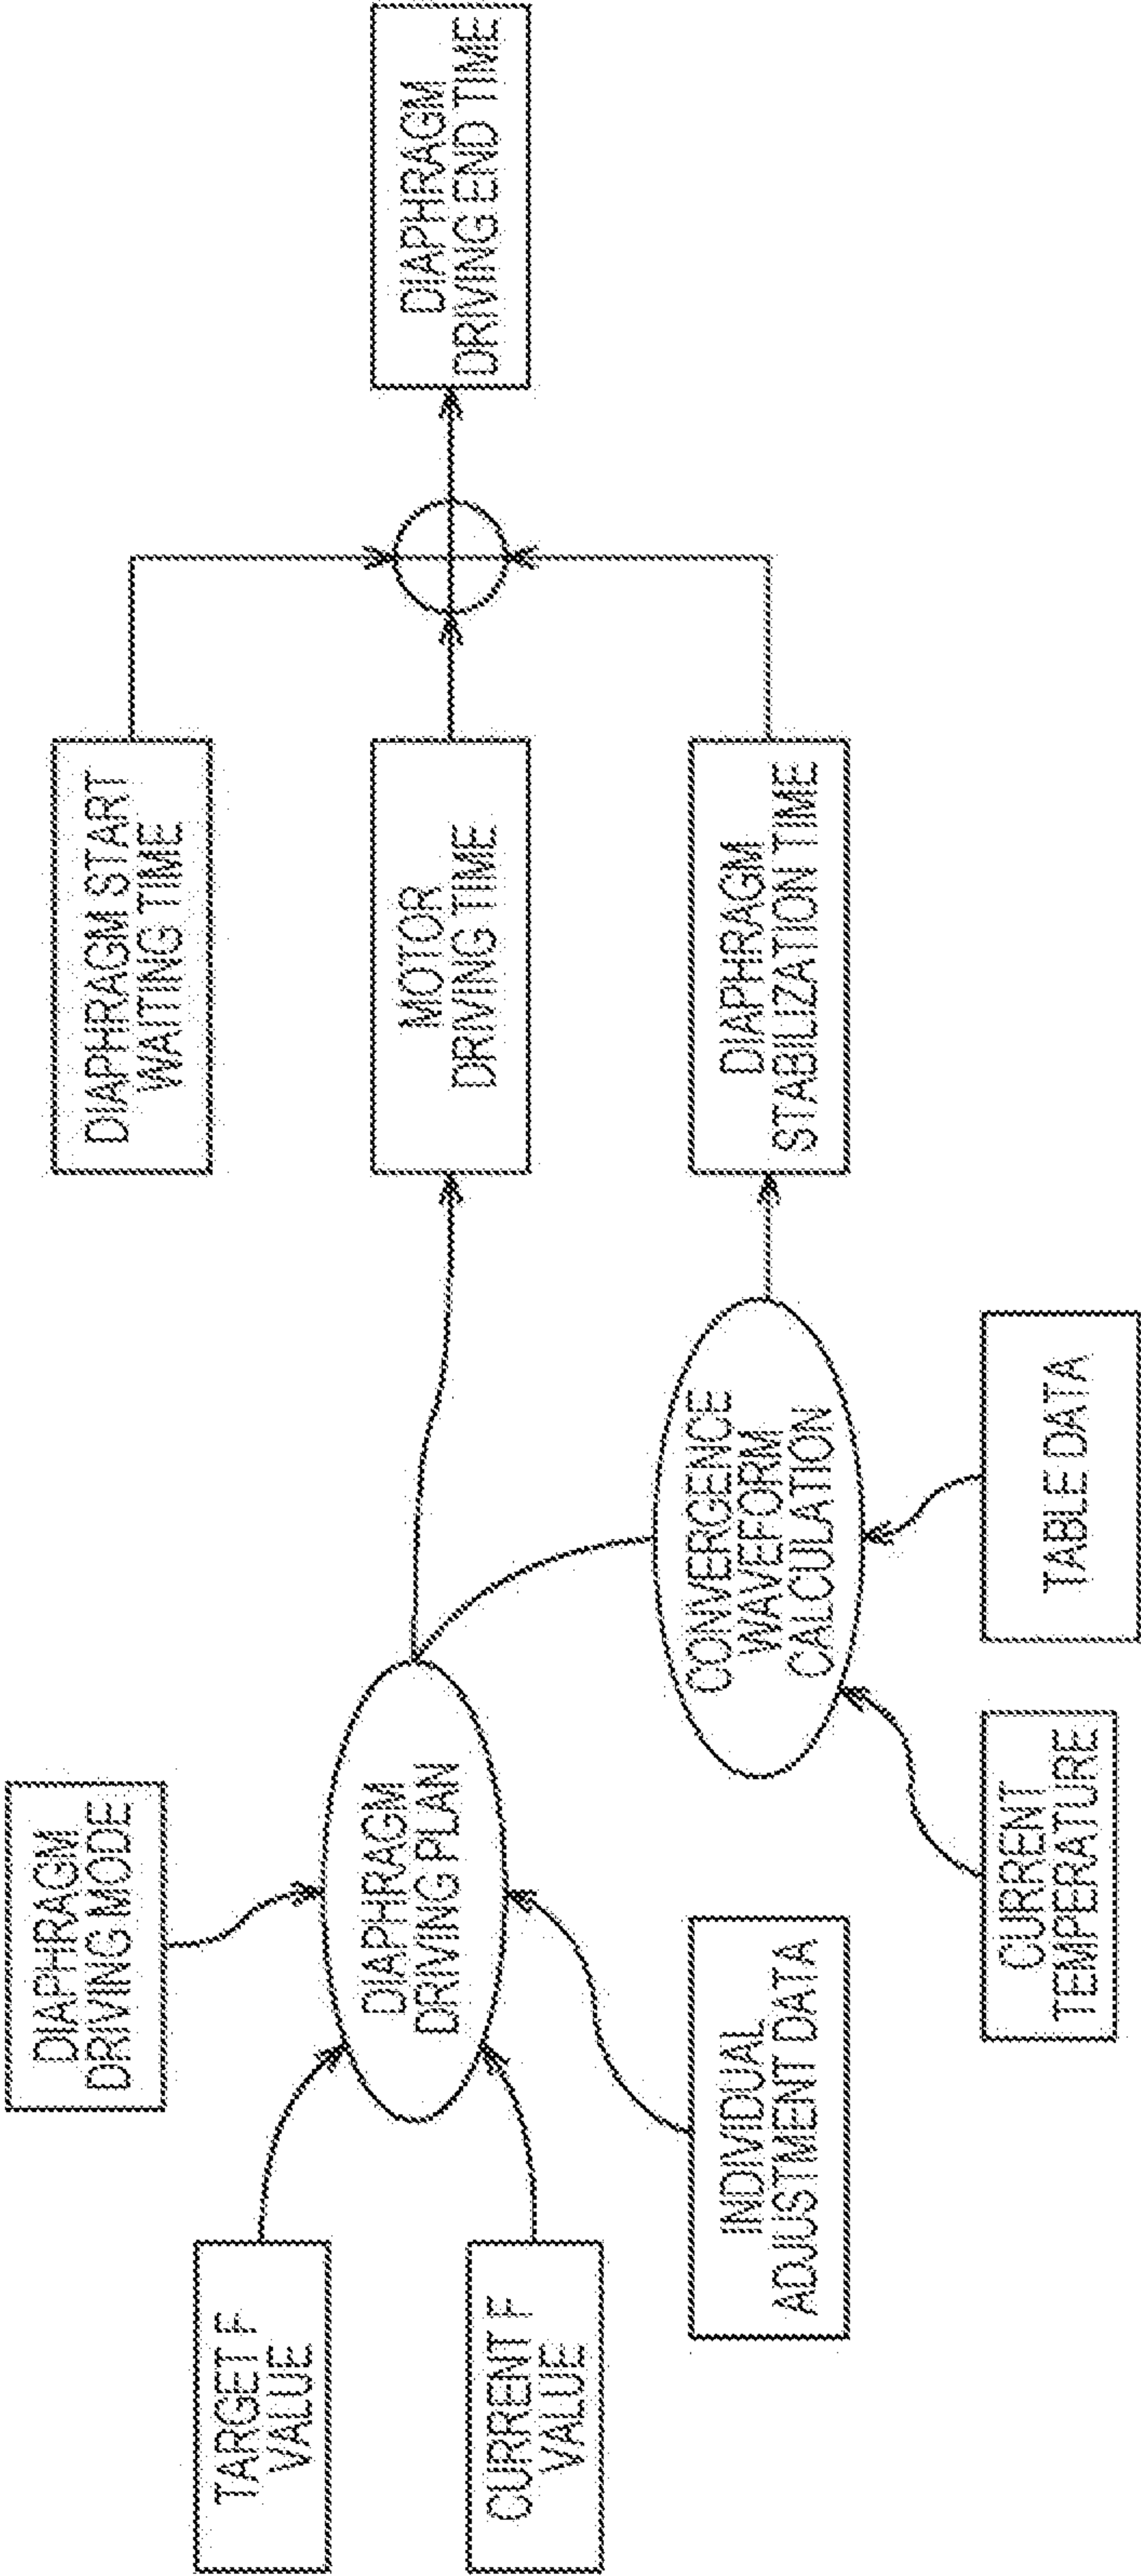 TARGET F
VALUE
CURRENT F
VALUE
DIAPHRAGM
DRIVING MODE
DIAPHRAGM
DRIVING PLAN
INDIVIDUAL
ADJUSTMENT DATA
CURRENT
TEMPERATURE
CONVERGENCE
WAVEFORM
CALCULATION
TABLE DATA
DIAPHRAGM START
WAITING TIME
MOTOR
DRIVING TIME
DIAPHRAGM
STABILIZATION TIME
DIAPHRAGM
DRIVING END TIME